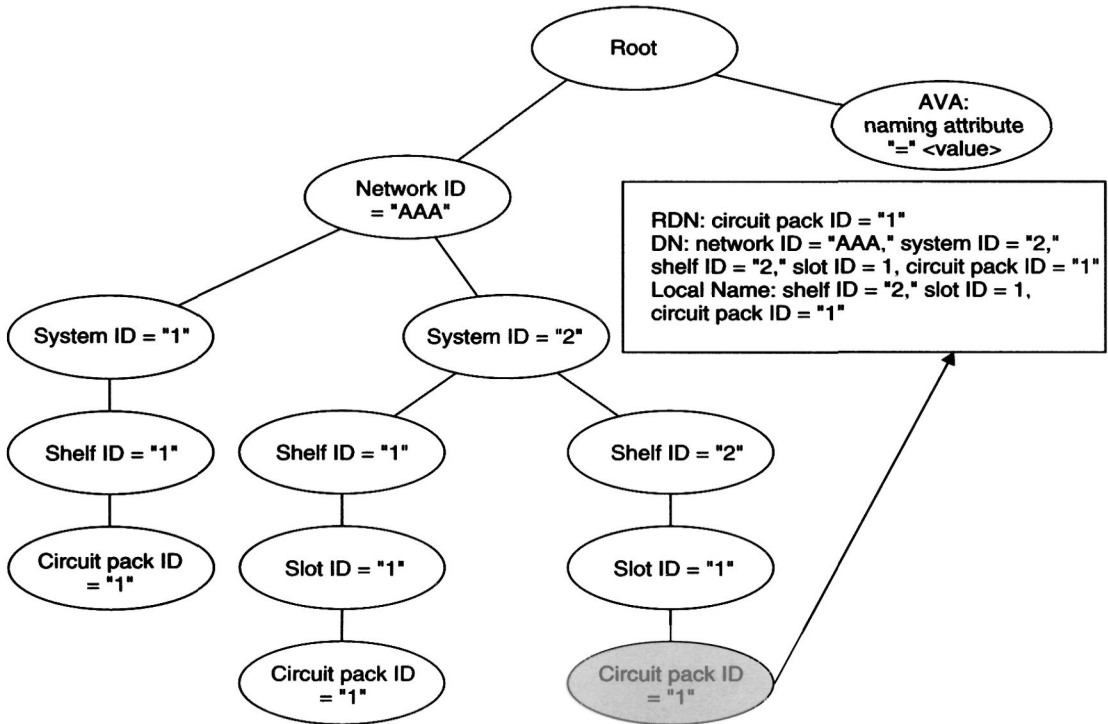 Root
AVA:
naming attribute
"=" <value>
Network ID
= "AAA"
RDN: circuit pack ID = "1"
DN: network ID = "AAA," system ID = "2,"
shelf ID = "2," slot ID = 1, circuit pack ID = "1"
Local Name: shelf ID = "2," slot ID = 1,
circuit pack ID = "1"
System ID = "1"
System ID = "2"
Shelf ID = "1"
Shelf ID = "1"
Shelf ID = "2"
Circuit pack ID
= "1"
Slot ID = "1"
Slot ID = "1"
Circuit pack ID
= "1"
Circuit pack ID
= "1"